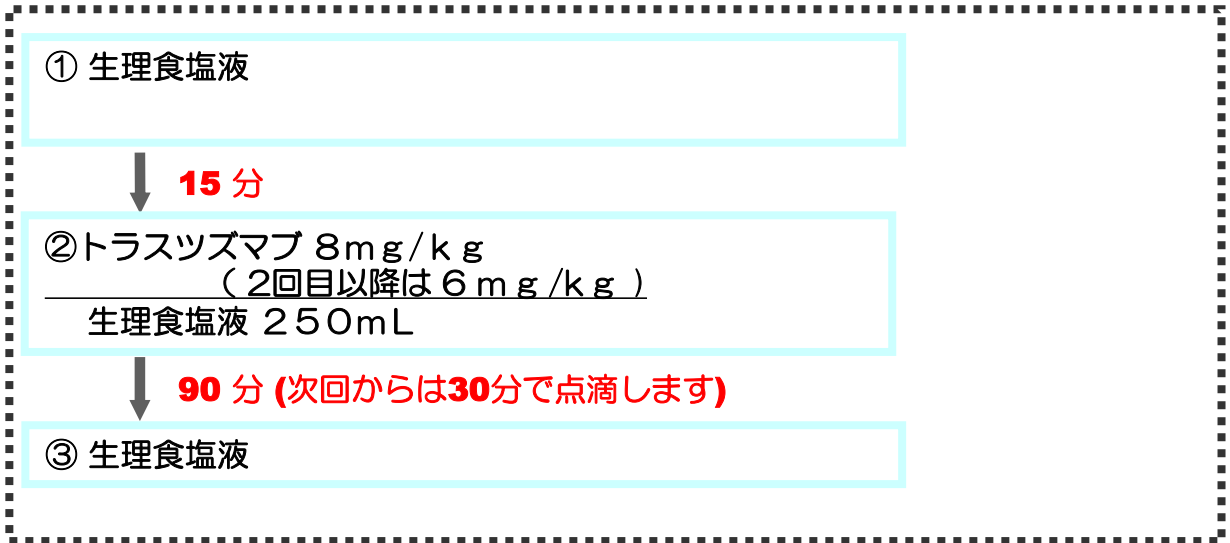 ① 生理食塩液
15 分
②トラスツズマブ 8ｍｇ/ｋｇ
（ 2回目以降は 6 ｍｇ/kｇ ）
生理食塩液 250mL
90 分 (次回からは30分で点滴します)
③ 生理食塩液